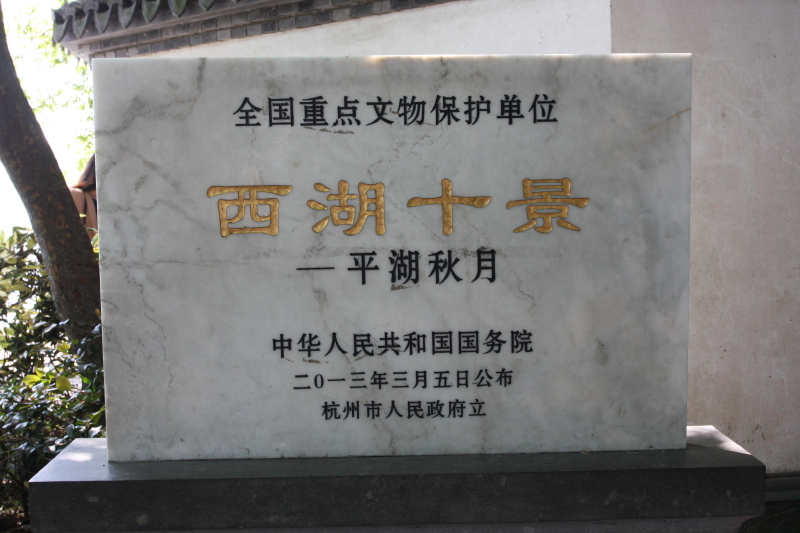 全国重点文物保护单位
西湖十景
—平湖秋月
中华人民共和国国务院
二0一三年三月五日公布
杭州市人民政府立